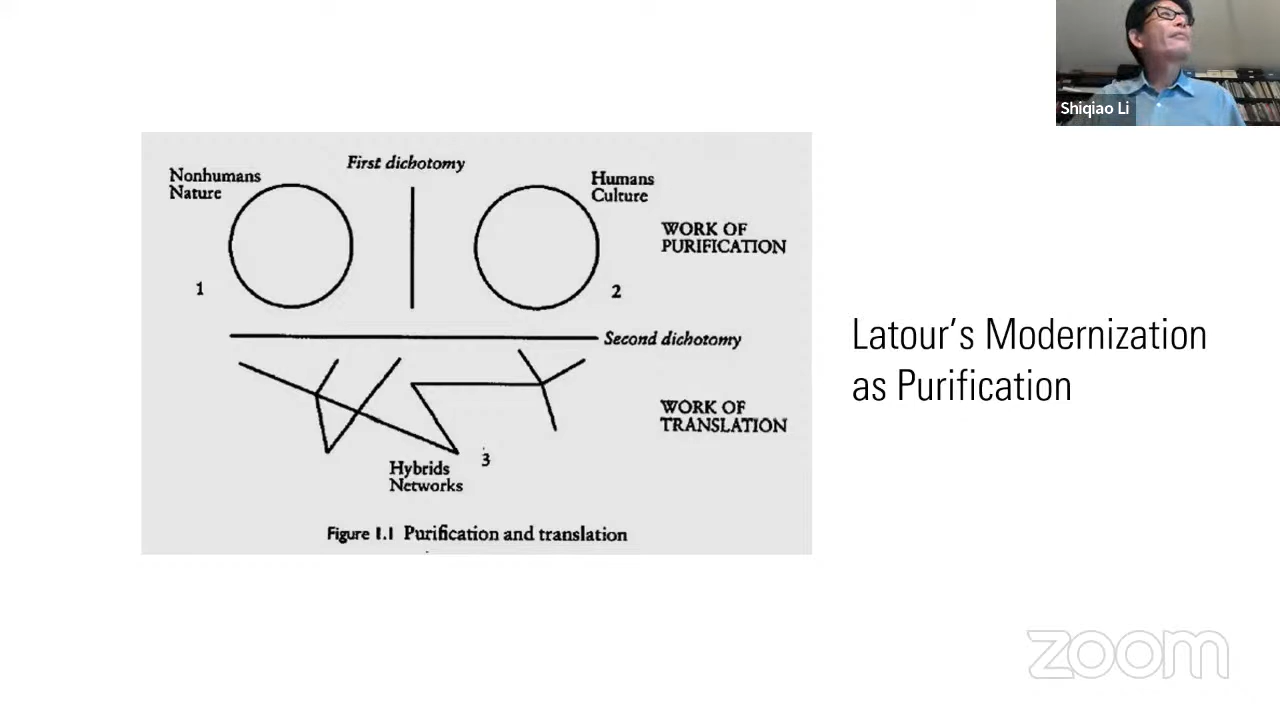 Shiqiao Li
First dichotomy
Nonhumans
Nature
Humans
Culture
WORK OF
PURIFICATION
1
2
Second dichotomy
WORK OF
TRANSLATION
3
Hybrids
Networks
Figure 1.1 Purification and translation
Latour’s Modernization
as Purification
zoom